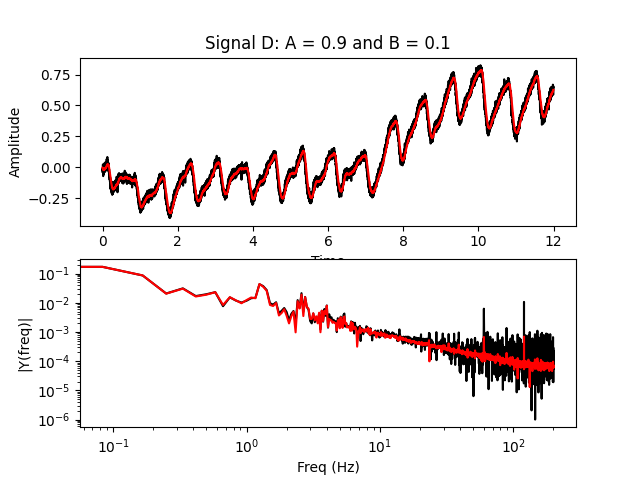 Signal D: A = 0.9 and B = 0.1
0.75
0.50
0.25
0.00
−0.25
Amplitude
0 2 4 6 8 10 12
Time
10⁻¹
10⁻²
10⁻³
10⁻⁴
10⁻⁵
10⁻⁶
|Y(freq)|
10⁻¹ 10⁰ 10¹ 10²
Freq (Hz)